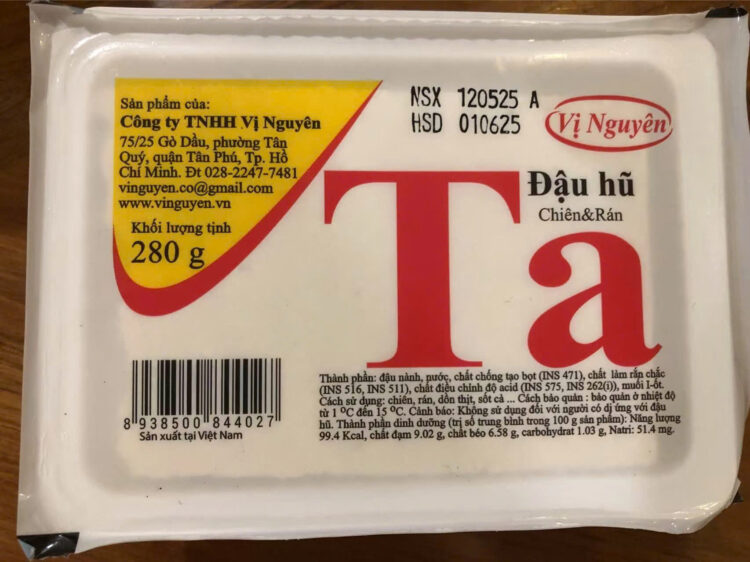 Sản phẩm của:
Công ty TNHH Vị Nguyên
75/25 Gò Dầu, phường Tân
Quý, quận Tân Phú, Tp. Hồ
Chí Minh. Đt 028-2247-7481
vinguyen.co@gmail.com
www.vinguyen.vn
Khối lượng tịnh
280 g
NSX 120525 A
HSD 010625
Vị Nguyên
Đậu hũ
Chiên&Rán
Ta
Thành phần: đậu nành, nước, chất chống tạo bọt (INS 471), chất làm rắn chắc
(INS 516, INS 511), chất điều chỉnh độ acid (INS 575, INS 262(i)), muối I-ốt.
Cách sử dụng: chiên, rán, dồn thịt, sốt cà ... Cách bảo quản : bảo quản ở nhiệt độ
từ 1 ⁰C đến 15 ⁰C. Cảnh báo: Không sử dụng đối với người có dị ứng với đậu
hũ. Thành phần dinh dưỡng (trị số trung bình trong 100 g sản phẩm): Năng lượng
99.4 Kcal, chất đạm 9.02 g, chất béo 6.58 g, carbohydrat 1.03 g, Natri: 51.4 mg.
8 938500 844027
Sản xuất tại Việt Nam